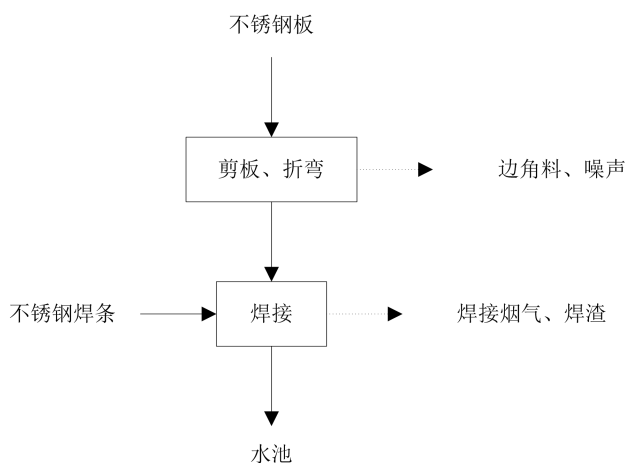 不锈钢板
剪板、折弯
边角料、噪声
不锈钢焊条
焊接
焊接烟气、焊渣
水池